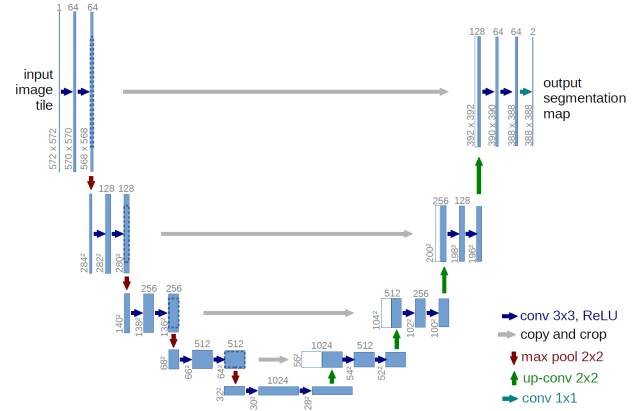 1 64 64
128 64 64 2
input
image
tile
output
segmentation
map
572 x 572
570 x 570
568 x 568
392 x 392
390 x 390
388 x 388
388 x 388
128 128
256 128
284²
282²
280²
200²
198²
196²
256 256
512 256
140²
138²
136²
104²
102²
100²
512 512
1024 512
68²
66²
64²
56²
54²
52²
1024
32²
30²
28²
conv 3x3, ReLU
copy and crop
max pool 2x2
up-conv 2x2
conv 1x1